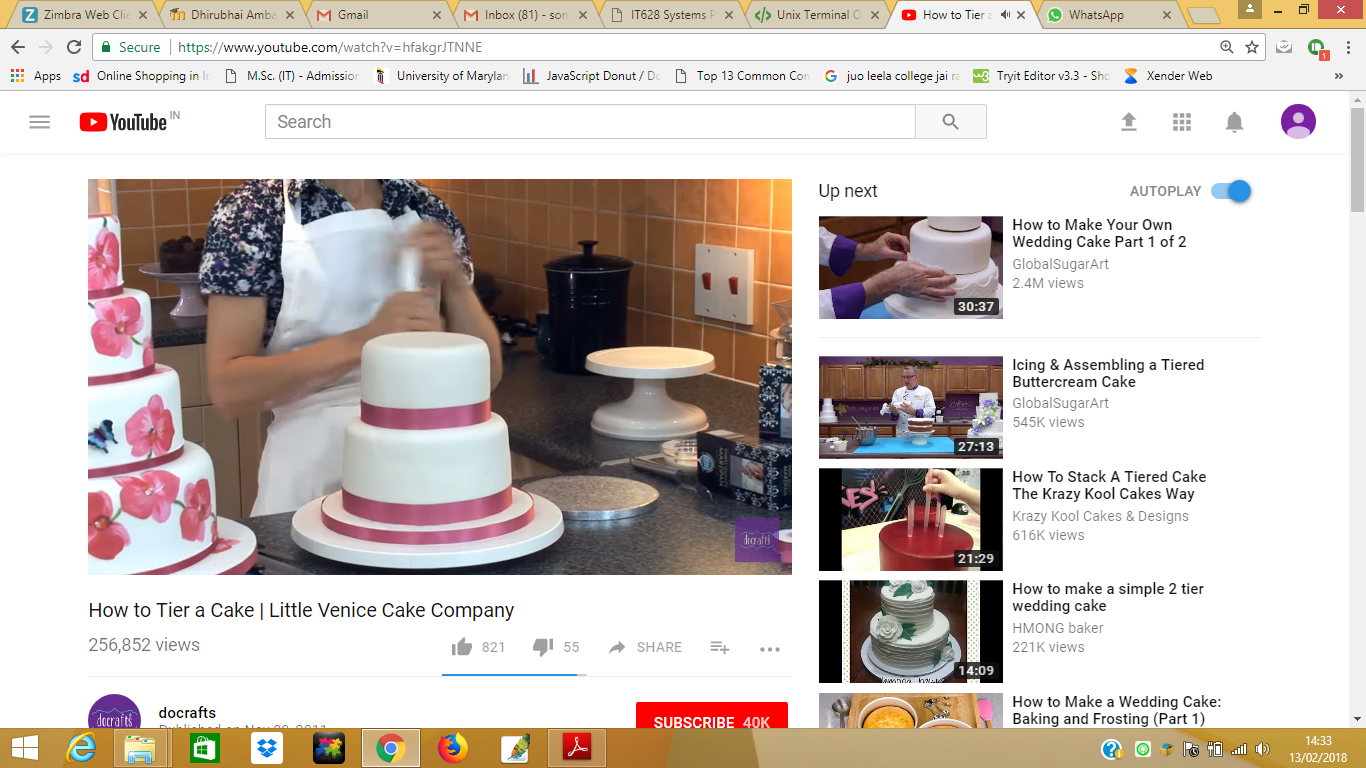 Zimbra Web Clie
Dhirubhai Amba
Gmail
Inbox (81) - son
IT628 Systems P
Unix Terminal O
How to Tier a
WhatsApp
Secure
https://www.youtube.com/watch?v=hfakgrJTNNE
1
Apps
sd Online Shopping in In
M.Sc. (IT) - Admission
University of Marylan
JavaScript Donut / Do
Top 13 Common Con
juo leela college jai ra
Tryit Editor v3.3 - Sho
Xender Web
YouTube IN
Search
Up next
AUTOPLAY
How to Make Your Own
Wedding Cake Part 1 of 2
GlobalSugarArt
2.4M views
30:37
Icing & Assembling a Tiered
Buttercream Cake
GlobalSugarArt
545K views
27:13
How To Stack A Tiered Cake
The Krazy Kool Cakes Way
Krazy Kool Cakes & Designs
616K views
21:29
How to make a simple 2 tier
wedding cake
HMONG baker
221K views
14:09
How to Make a Wedding Cake:
Baking and Frosting (Part 1)
docrafts
How to Tier a Cake | Little Venice Cake Company
256,852 views
821
55
SHARE
docrafts
docrafts
Published on Nov 2011
SUBSCRIBE 40K
14:33
13/02/2018